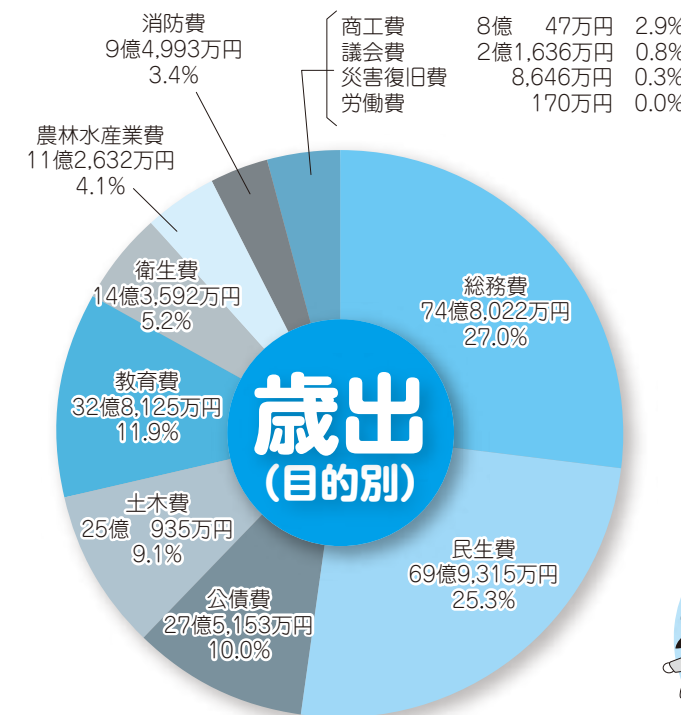 消防費
9億4,993万円
3.4%
商工費 8億 47万円 2.9%
議会費 2億1,636万円 0.8%
災害復旧費 8,646万円 0.3%
労働費 170万円 0.0%
農林水産業費
11億2,632万円
4.1%
衛生費
14億3,592万円
5.2%
総務費
74億8,022万円
27.0%
教育費
32億8,125万円
11.9%
歳出
(目的別)
土木費
25億 935万円
9.1%
民生費
69億9,315万円
25.3%
公債費
27億5,153万円
10.0%